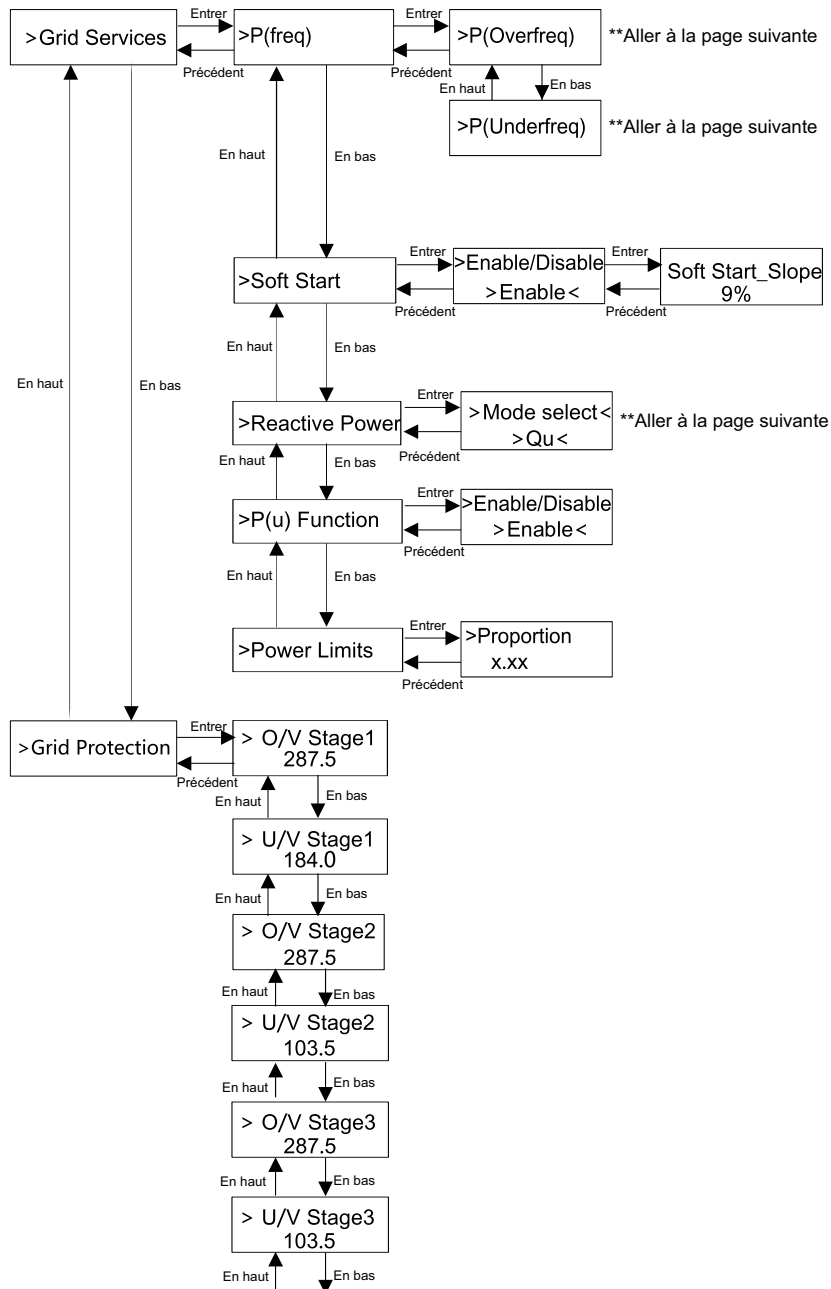 Entrer
Entrer
>Grid Services
>P(freq)
>P(Overfreq)
**Aller à la page suivante
Précédent
Précédent
En haut
En bas
>P(Underfreq)
**Aller à la page suivante
En haut
En bas
Entrer
Entrer
>Soft Start
>Enable/Disable
>Enable<
Soft Start_Slope
9%
Précédent
Précédent
En haut
En bas
En haut
En bas
Entrer
>Reactive Power
>Mode select<
>Qu<
**Aller à la page suivante
Précédent
En haut
En bas
Entrer
>P(u) Function
>Enable/Disable
>Enable<
Précédent
En haut
En bas
Entrer
>Power Limits
>Proportion
x.xx
Précédent
Entrer
>Grid Protection
> O/V Stage1
287.5
Précédent
En haut
En bas
> U/V Stage1
184.0
En haut
En bas
> O/V Stage2
287.5
En haut
En bas
> U/V Stage2
103.5
En haut
En bas
> O/V Stage3
287.5
En haut
En bas
> U/V Stage3
103.5
En haut
En bas